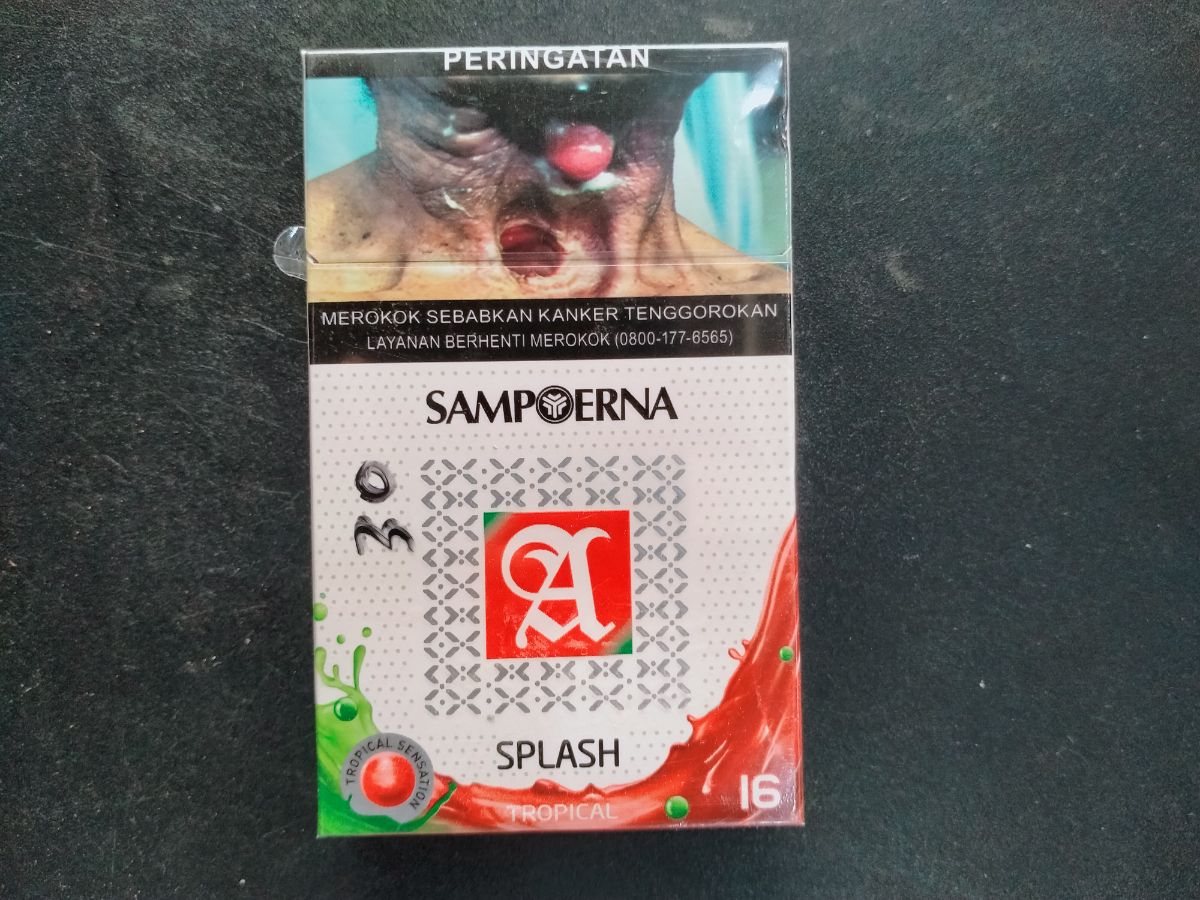 PERINGATAN
MEROKOK SEBABKAN KANKER TENGGOROKAN
LAYANAN BERHENTI MEROKOK (0800-177-6565)
SAMPOERNA
30
A
SPLASH
TROPICAL SENSATION
TROPICAL
16